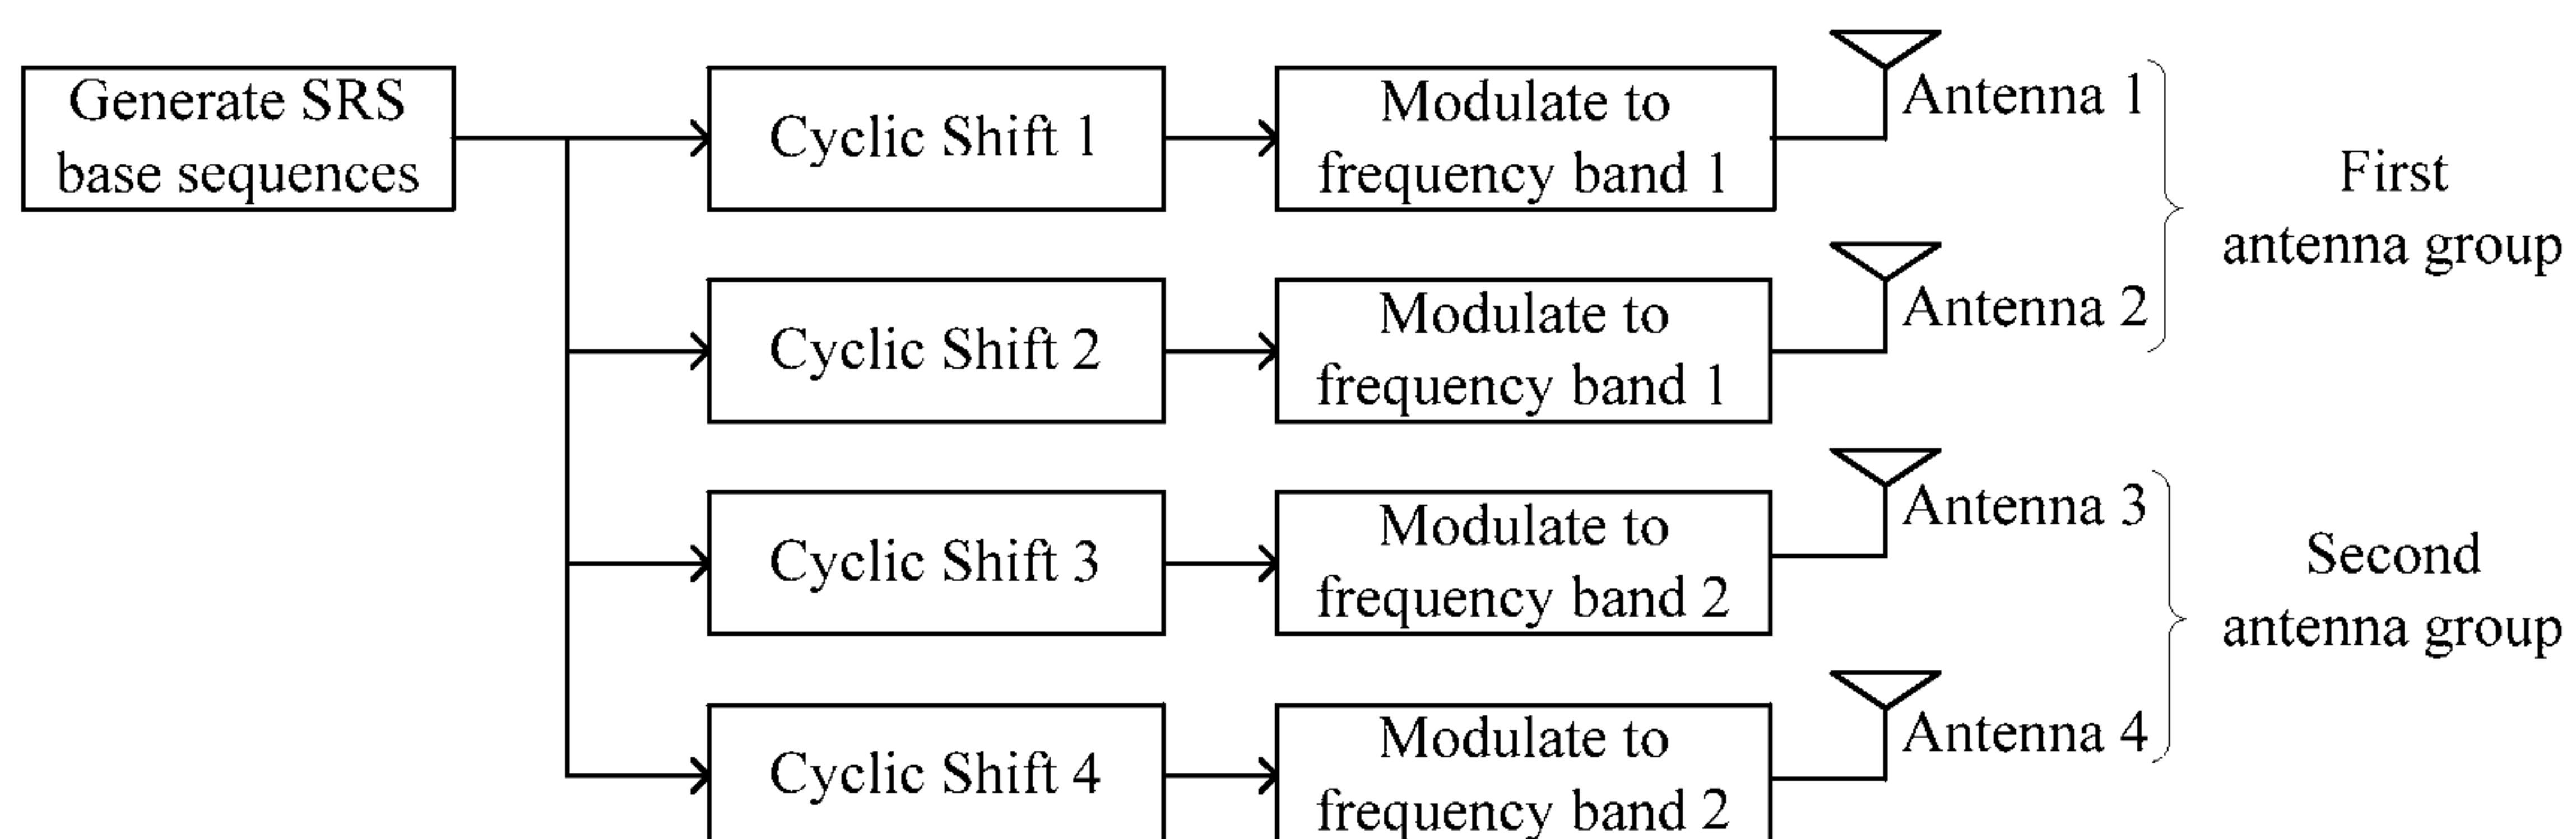 Generate SRS
base sequences
Cyclic Shift 1
Modulate to
frequency band 1
Antenna 1
First
antenna group
Cyclic Shift 2
Modulate to
frequency band 1
Antenna 2
Cyclic Shift 3
Modulate to
frequency band 2
Antenna 3
Second
antenna group
Cyclic Shift 4
Modulate to
frequency band 2
Antenna 4